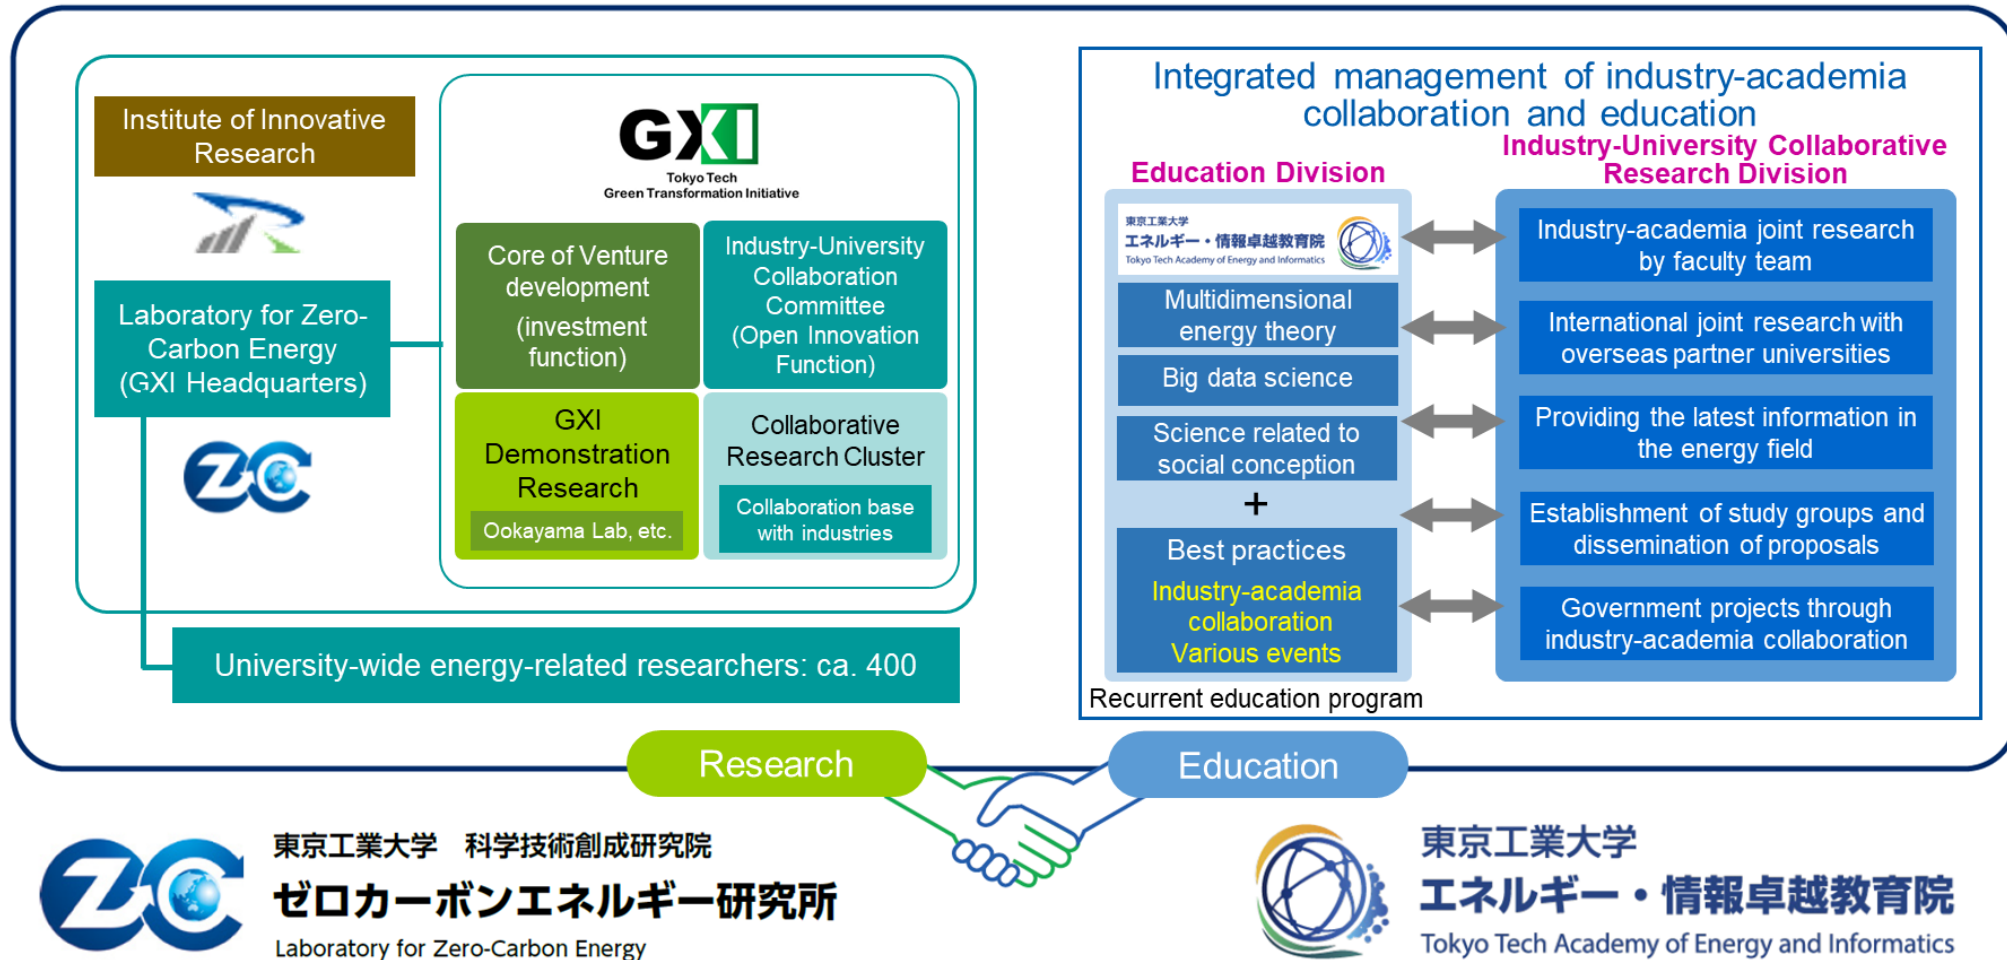 Institute of Innovative
Research
Laboratory for Zero-
Carbon Energy
(GXI Headquarters)
ZC
GXI
Tokyo Tech
Green Transformation Initiative
Core of Venture
development
(investment
function)
Industry-University
Collaboration
Committee
(Open Innovation
Function)
GXI
Demonstration
Research
Ookayama Lab, etc.
Collaborative
Research Cluster
Collaboration base
with industries
University-wide energy-related researchers: ca. 400
Integrated management of industry-academia
collaboration and education
Education Division
東京工業大学
エネルギー・情報卓越教育院
Tokyo Tech Academy of Energy and Informatics
Multidimensional
energy theory
Big data science
Science related to
social conception
+
Best practices
Industry-academia
collaboration
Various events
Recurrent education program
Industry-University Collaborative
Research Division
Industry-academia joint research
by faculty team
International joint research with
overseas partner universities
Providing the latest information in
the energy field
Establishment of study groups and
dissemination of proposals
Government projects through
industry-academia collaboration
Research
Education
ZC
東京工業大学　科学技術創成研究院
ゼロカーボンエネルギー研究所
Laboratory for Zero-Carbon Energy
東京工業大学
エネルギー・情報卓越教育院
Tokyo Tech Academy of Energy and Informatics